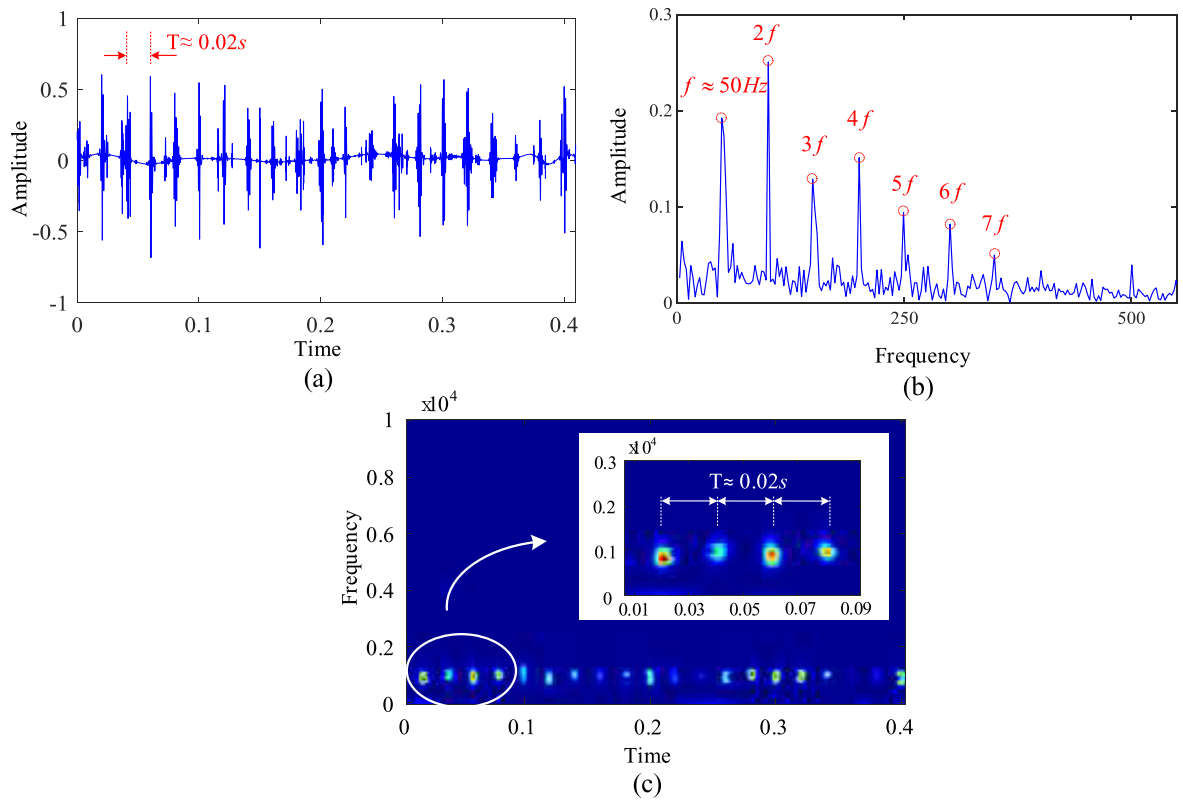 1
0.5
0
-0.5
-1
Amplitude
T≈ 0.02s
0 0.1 0.2 0.3 0.4
Time
(a)
0.3
0.2
0.1
0
Amplitude
f ≈ 50Hz
2f
3f
4f
5f
6f
7f
0 250 500
Frequency
(b)
x10⁴
1
0.8
0.6
0.4
0.2
0
Frequency
x10⁴
0.3
0.2
0.1
0
T≈ 0.02s
0.01 0.03 0.05 0.07 0.09
0 0.1 0.2 0.3 0.4
Time
(c)